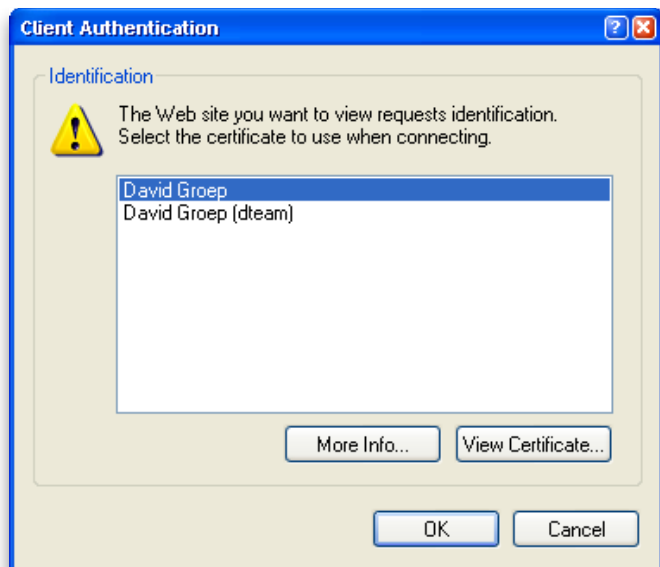 Client Authentication
Identification
The Web site you want to view requests identification.
Select the certificate to use when connecting.
David Groep
David Groep (dteam)
More Info...
View Certificate...
OK
Cancel